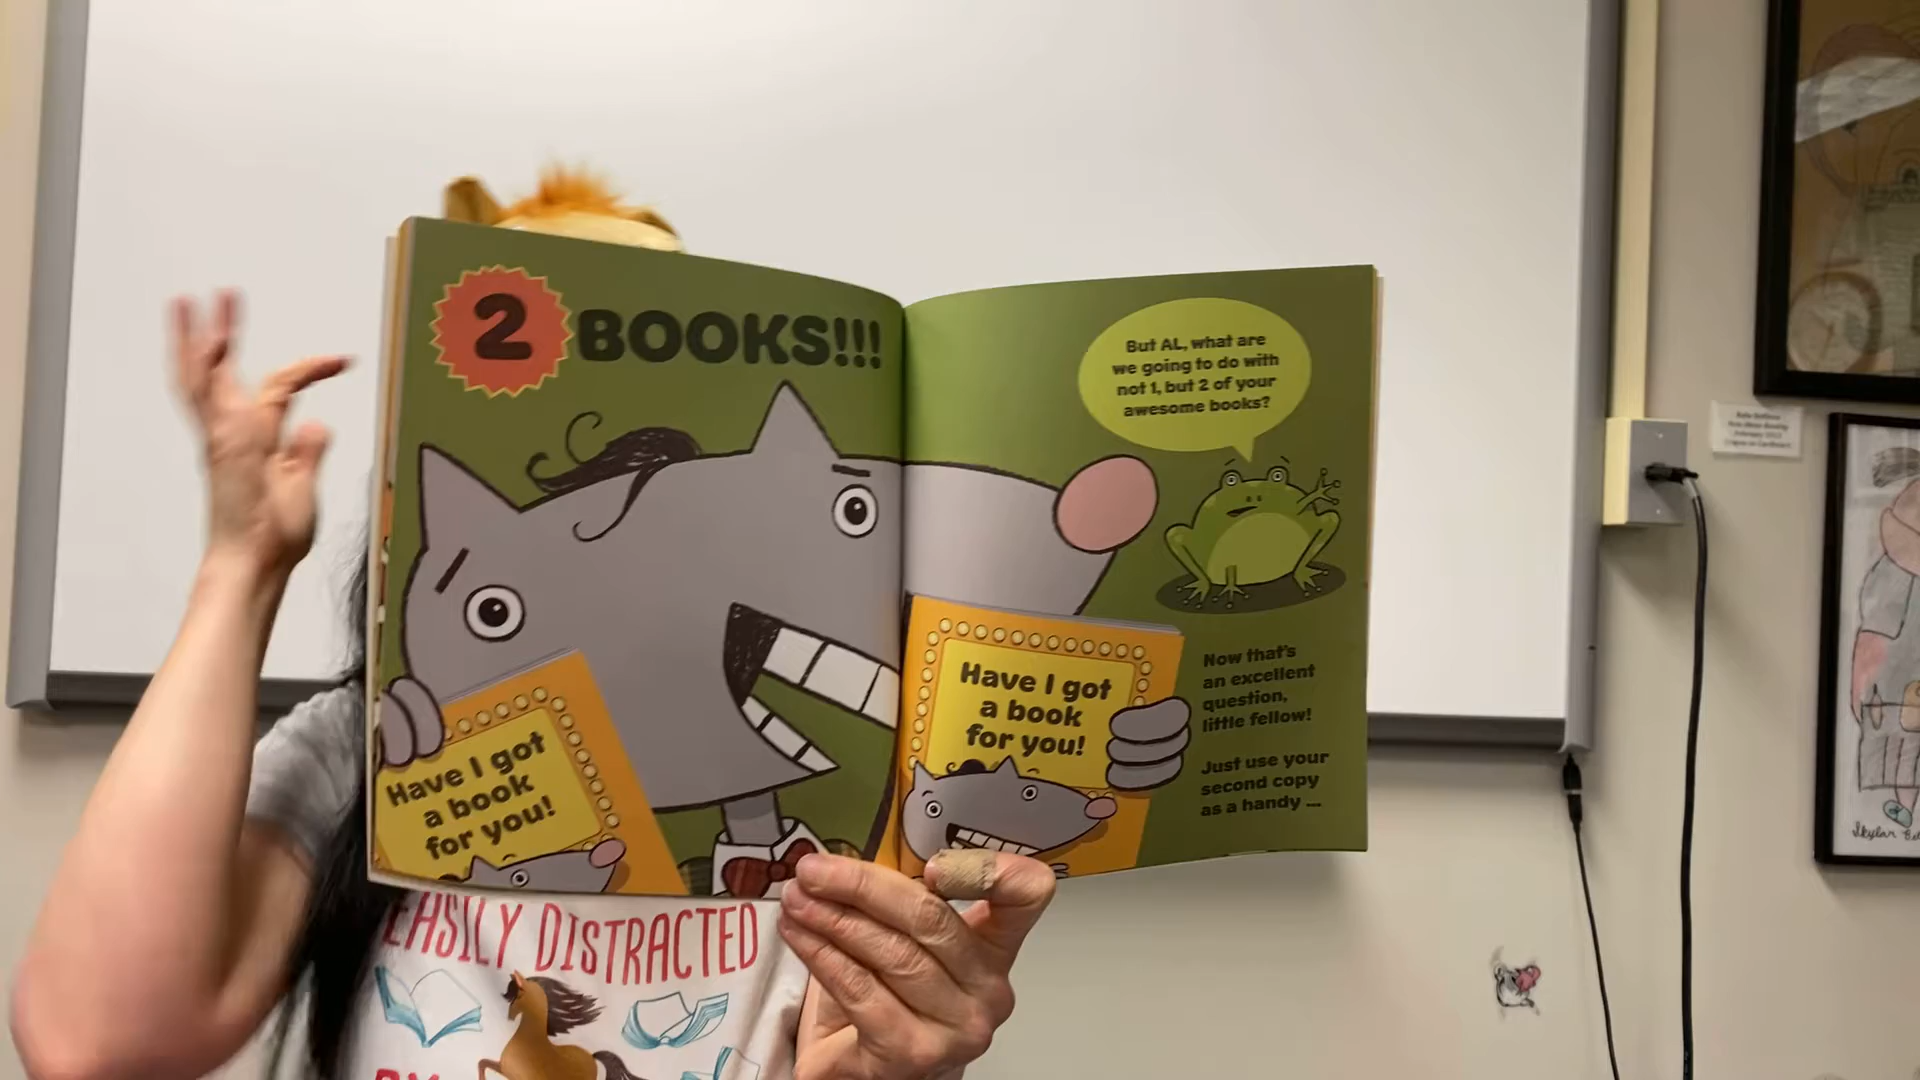 2 BOOKS!!!
But AL, what are
we going to do with
not 1, but 2 of your
awesome books?
Have I got
a book
for you!
Have I got
a book
for you!
Now that's
an excellent
question,
little fellow!
Just use your
second copy
as a handy ...
EASILY DISTRACTED
Skylar